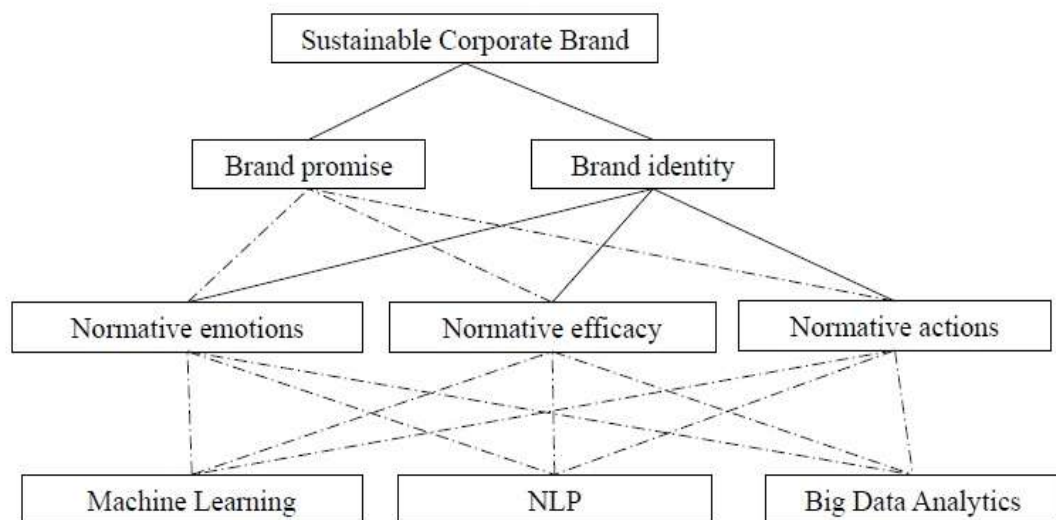 Sustainable Corporate Brand
Brand promise
Brand identity
Normative emotions
Normative efficacy
Normative actions
Machine Learning
NLP
Big Data Analytics